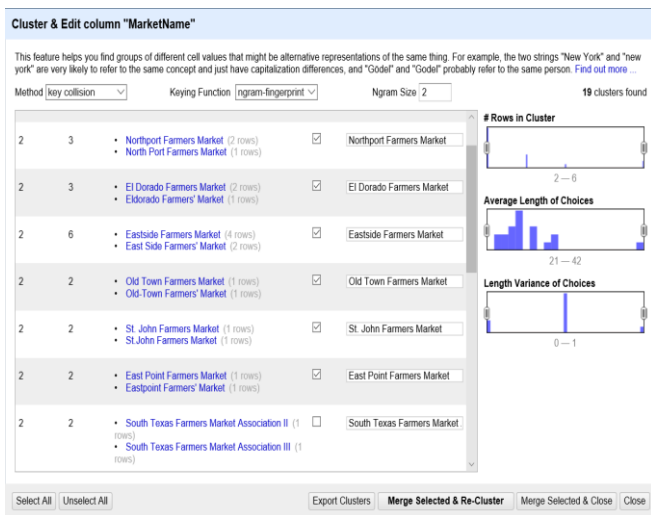 Cluster & Edit column "MarketName"
This feature helps you find groups of different cell values that might be alternative representations of the same thing. For example, the two strings "New York" and "new
york" are very likely to refer to the same concept and just have capitalization differences, and "Gödel" and "Godel" probably refer to the same person. Find out more ...
Method key collision Keying Function ngram-fingerprint Ngram Size 2 19 clusters found
2 3 • Northport Farmers Market (2 rows) Northport Farmers Market
• North Port Farmers Market (1 rows)
2 3 • El Dorado Farmers Market (2 rows) El Dorado Farmers Market
• Eldorado Farmers' Market (1 rows)
2 6 • Eastside Farmers Market (4 rows) Eastside Farmers Market
• East Side Farmers' Market (2 rows)
2 2 • Old Town Farmers Market (1 rows) Old Town Farmers Market
• Old-Town Farmers' Market (1 rows)
2 2 • St. John Farmers Market (1 rows) St. John Farmers Market
• St.John Farmers Market (1 rows)
2 2 • East Point Farmers Market (1 rows) East Point Farmers Market
• Eastpoint Farmers' Market (1 rows)
2 2 • South Texas Farmers Market Association II (1 South Texas Farmers Market
rows)
• South Texas Farmers Market Association III (1
rows)
# Rows in Cluster
2 — 6
Average Length of Choices
21 — 42
Length Variance of Choices
0 — 1
Select All Unselect All Export Clusters Merge Selected & Re-Cluster Merge Selected & Close Close